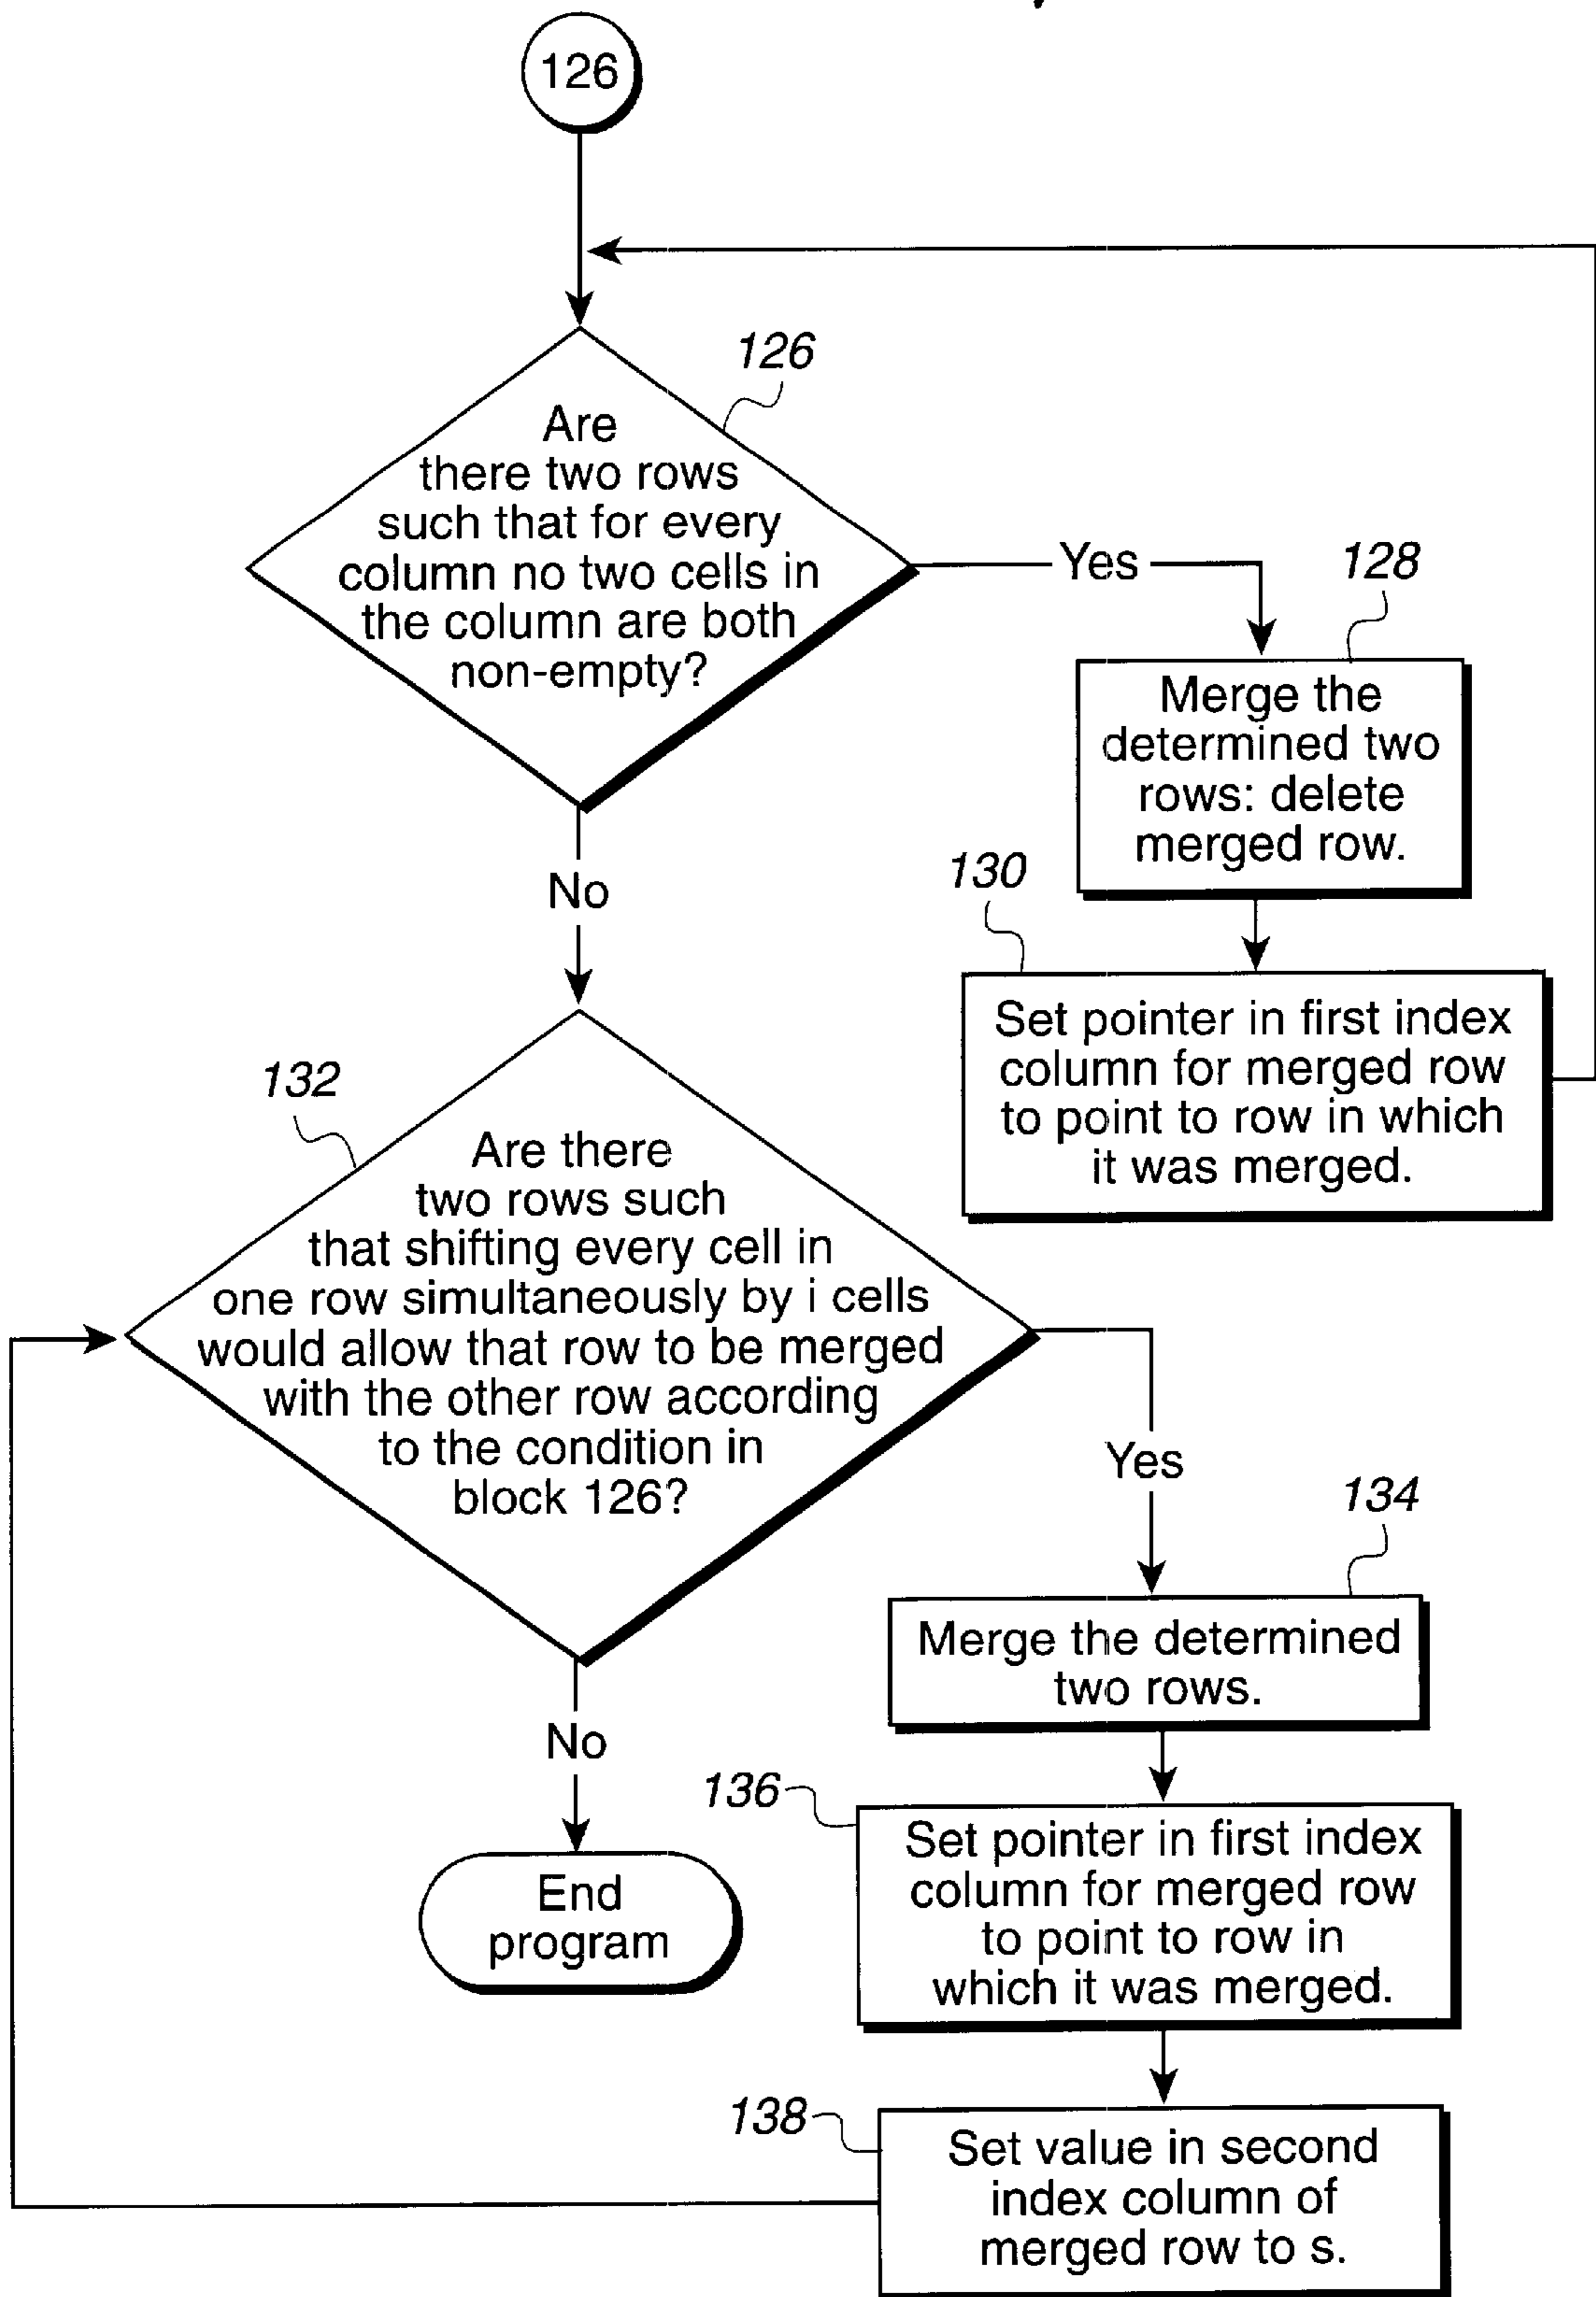 126
126
Are
there two rows
such that for every
column no two cells in
the column are both
non-empty?
Yes
128
Merge the
determined two
rows: delete
merged row.
130
Set pointer in first index
column for merged row
to point to row in which
it was merged.
No
132
Are there
two rows such
that shifting every cell in
one row simultaneously by i cells
would allow that row to be merged
with the other row according
to the condition in
block 126?
Yes
134
Merge the determined
two rows.
No
End
program
136
Set pointer in first index
column for merged row
to point to row in
which it was merged.
138
Set value in second
index column of
merged row to s.